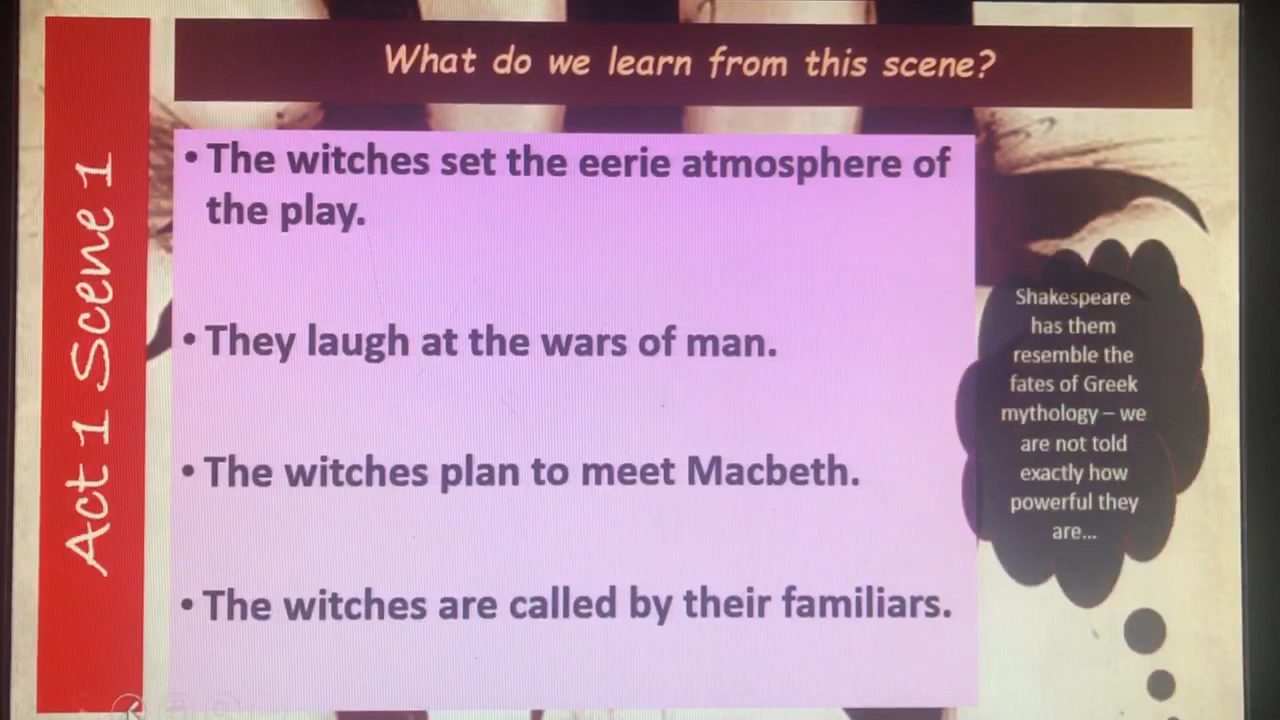 What do we learn from this scene?
Act 1 Scene 1
• The witches set the eerie atmosphere of
the play.
• They laugh at the wars of man.
• The witches plan to meet Macbeth.
• The witches are called by their familiars.
Shakespeare
has them
resemble the
fates of Greek
mythology – we
are not told
exactly how
powerful they
are...